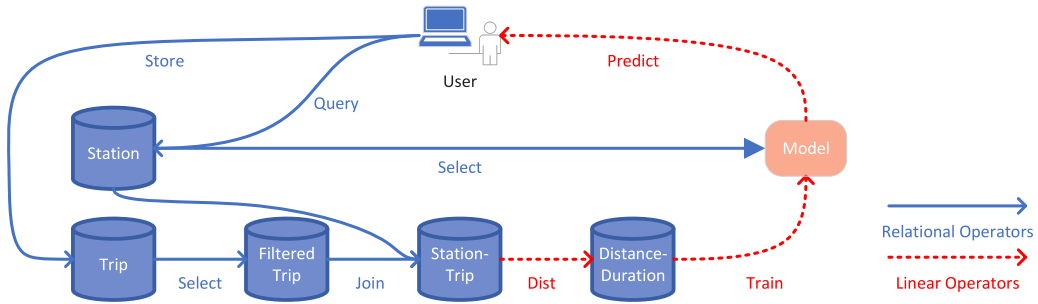 Store
User
Predict
Query
Station
Select
Model
Trip
Select
Filtered
Trip
Join
Station-
Trip
Dist
Distance-
Duration
Train
Relational Operators
Linear Operators